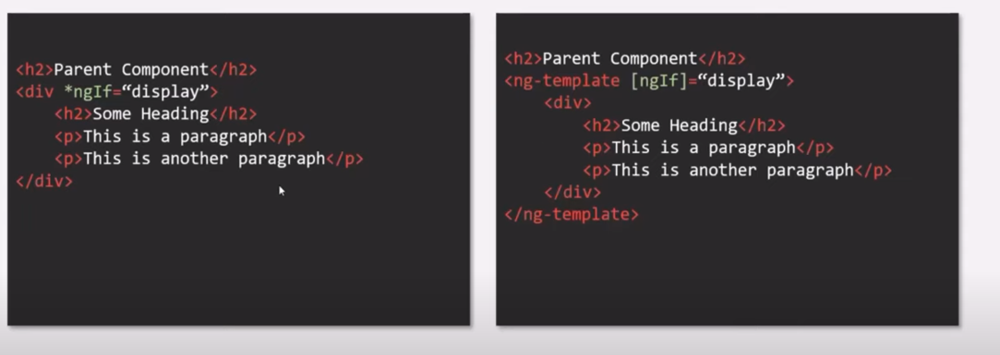 <h2>Parent Component</h2>
<div *ngIf=“display”>
<h2>Some Heading</h2>
<p>This is a paragraph</p>
<p>This is another paragraph</p>
</div>
<h2>Parent Component</h2>
<ng-template [ngIf]=“display”>
<div>
<h2>Some Heading</h2>
<p>This is a paragraph</p>
<p>This is another paragraph</p>
</div>
</ng-template>